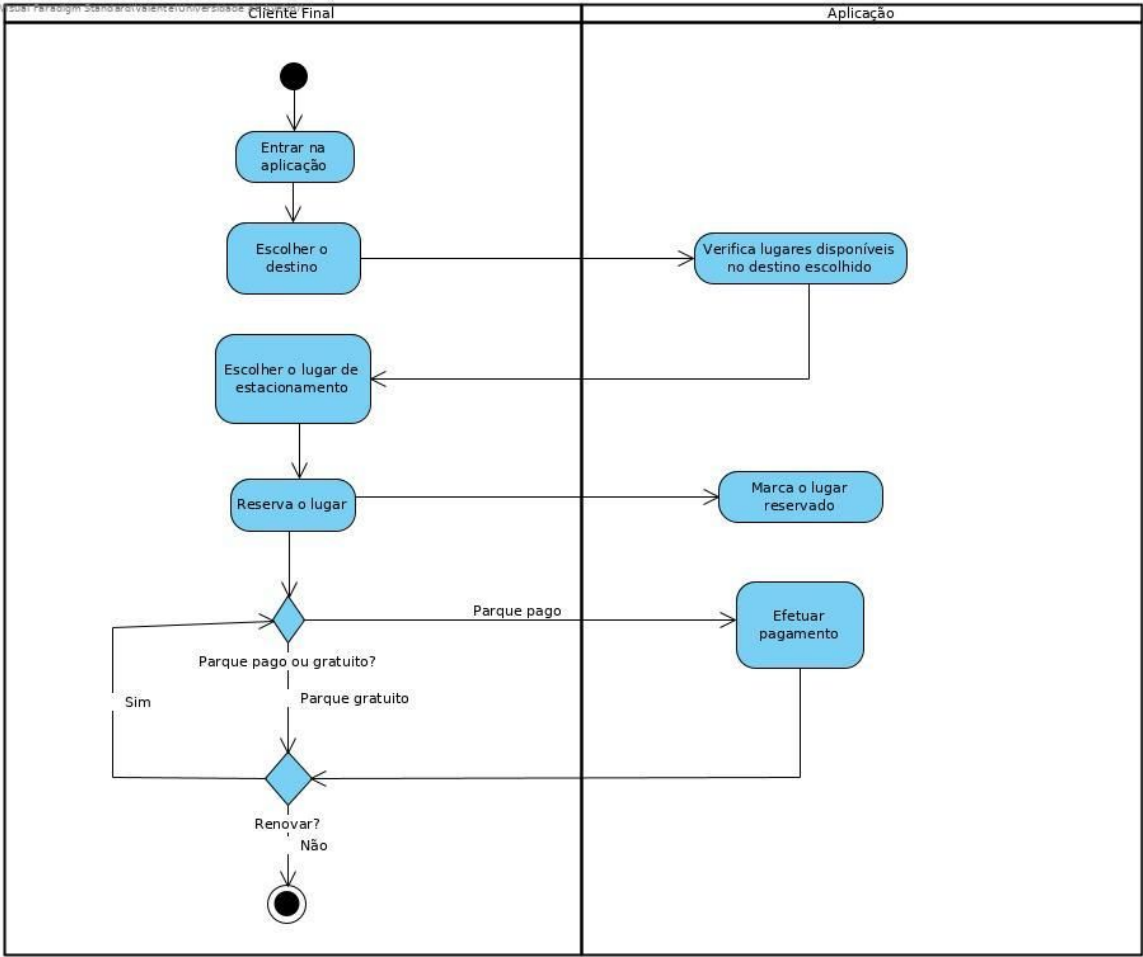 Cliente Final
Aplicação
Entrar na
aplicação
Escolher o
destino
Verifica lugares disponíveis
no destino escolhido
Escolher o lugar de
estacionamento
Reserva o lugar
Marca o lugar
reservado
Parque pago
Efetuar
pagamento
Parque pago ou gratuito?
Parque gratuito
Sim
Renovar?
Não